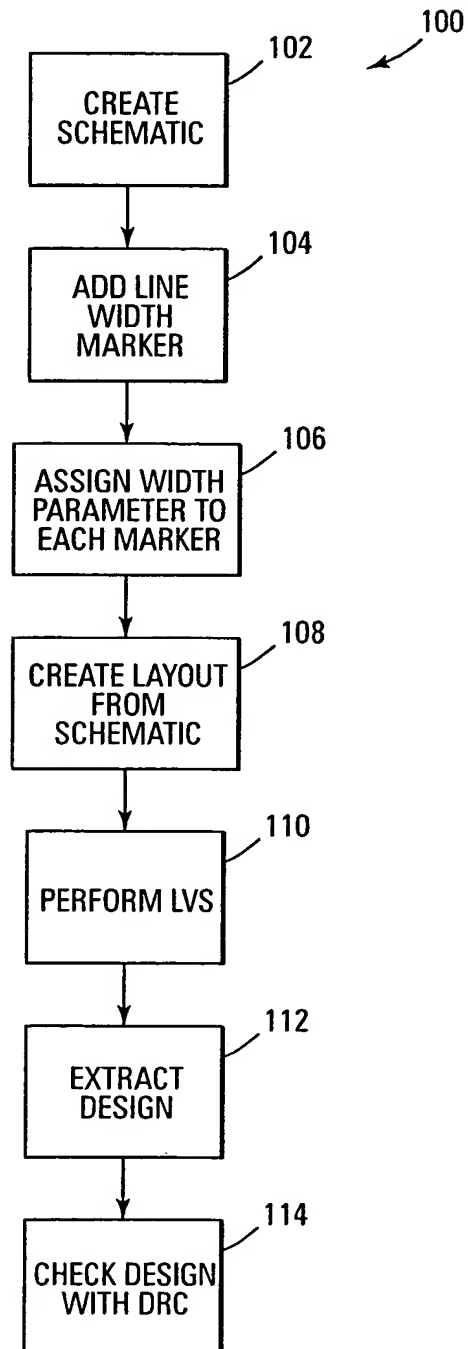 100
102
CREATE
SCHEMATIC
104
ADD LINE
WIDTH
MARKER
106
ASSIGN WIDTH
PARAMETER TO
EACH MARKER
108
CREATE LAYOUT
FROM
SCHEMATIC
110
PERFORM LVS
112
EXTRACT
DESIGN
114
CHECK DESIGN
WITH DRC